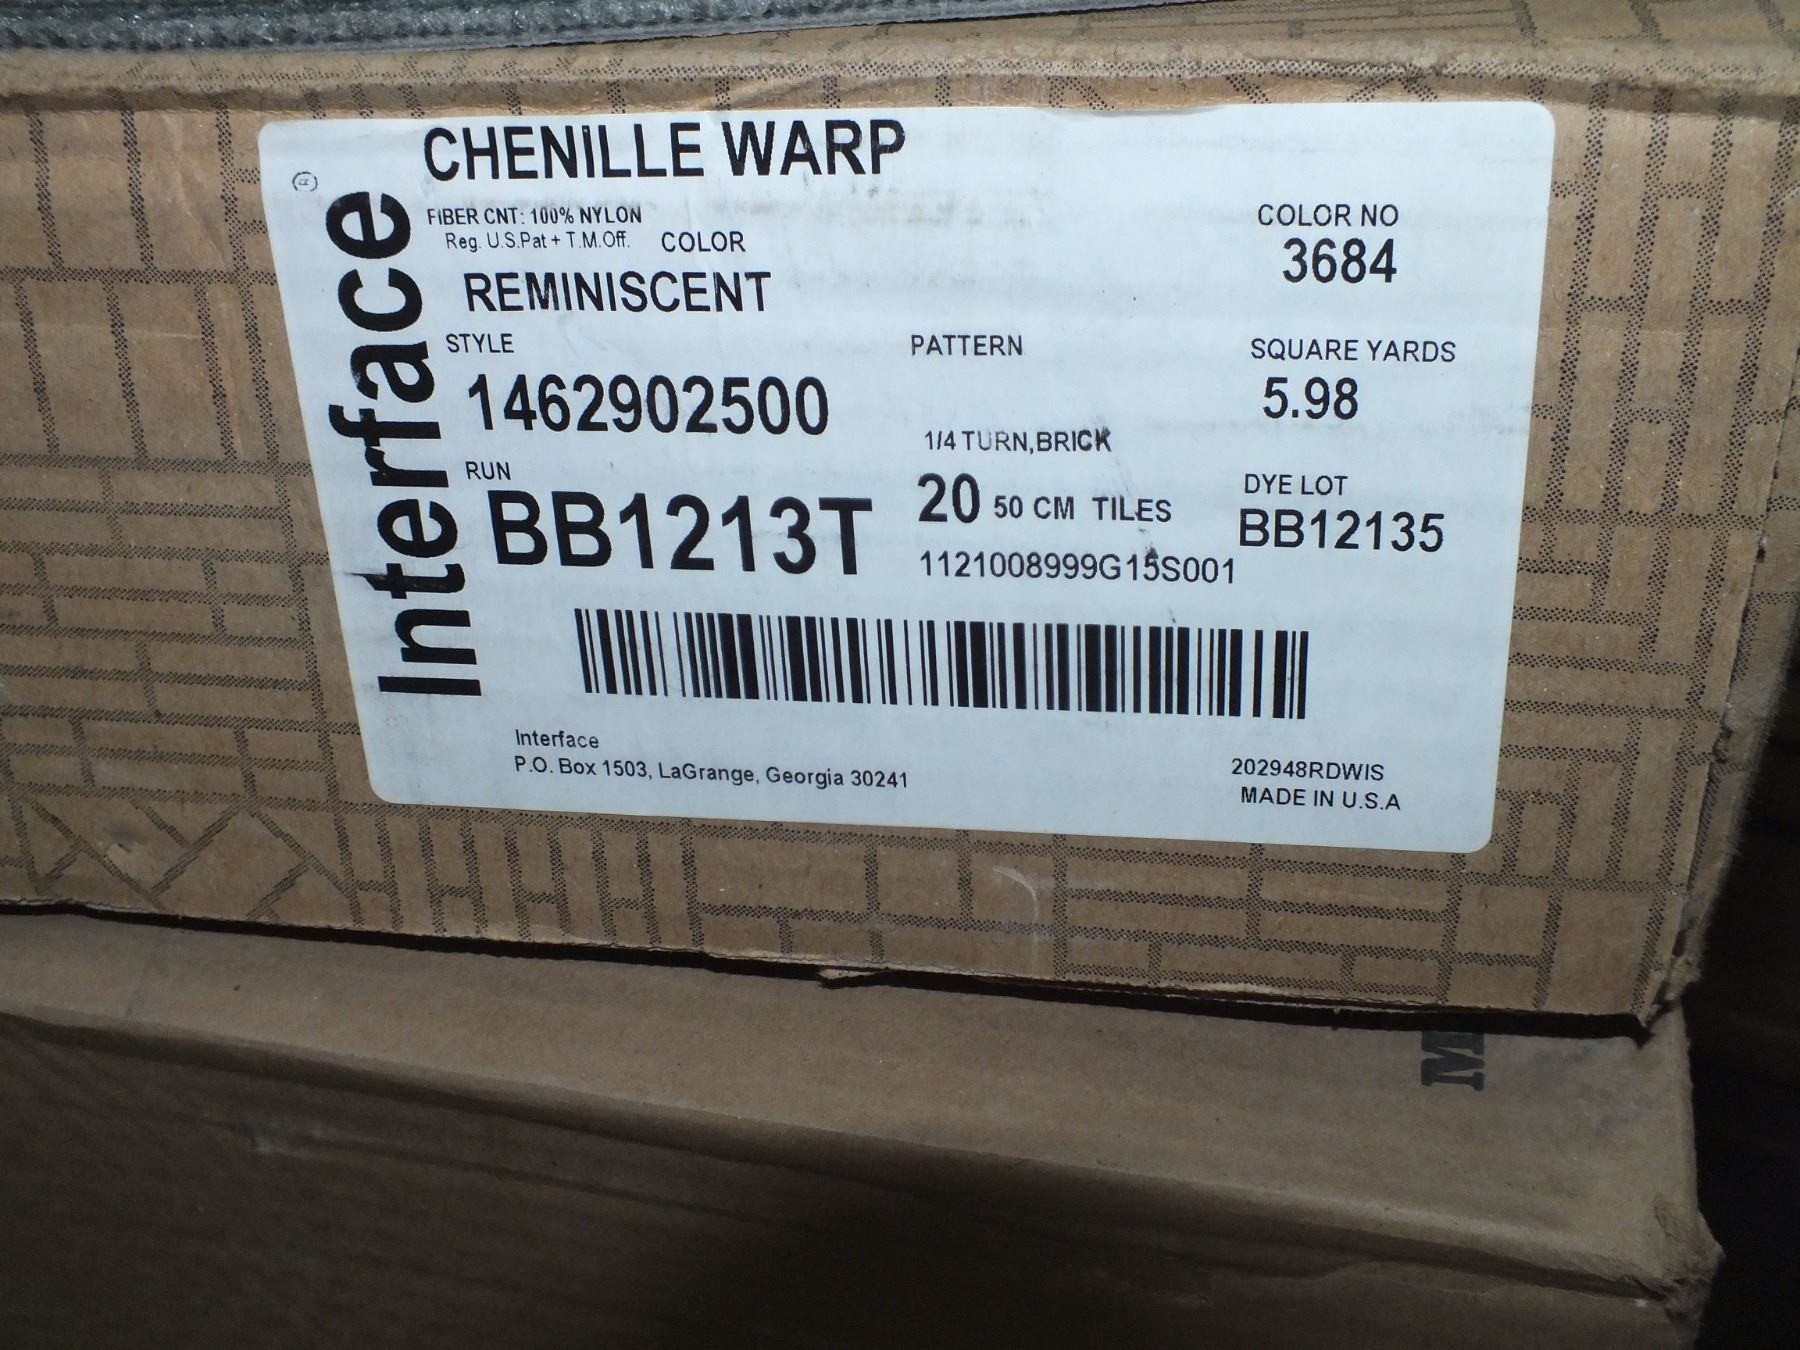 CHENILLE WARP
Interface
FIBER CNT: 100% NYLON
Reg. U.S.Pat + T.M.Off. COLOR
REMINISCENT
COLOR NO
3684
STYLE
1462902500
PATTERN
1/4 TURN,BRICK
SQUARE YARDS
5.98
RUN
BB1213T
20 50 CM TILES
1121008999G15S001
DYE LOT
BB12135
Interface
P.O. Box 1503, LaGrange, Georgia 30241
202948RDWIS
MADE IN U.S.A